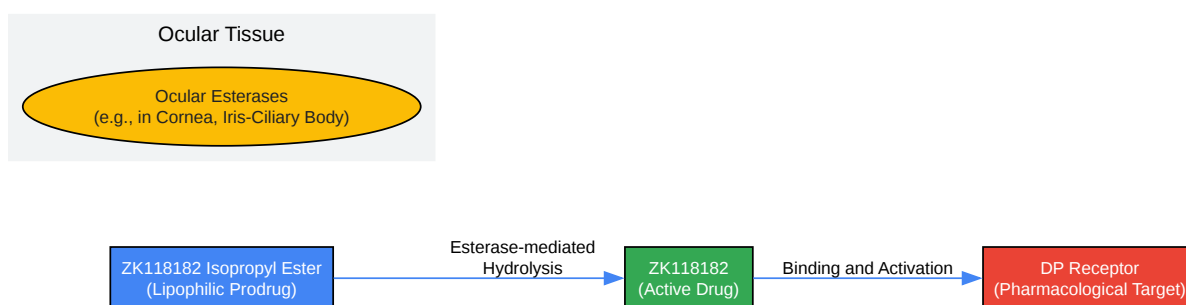 Ocular Tissue
Ocular Esterases
(e.g., in Cornea, Iris-Ciliary Body)
ZK118182 Isopropyl Ester
(Lipophilic Prodrug)
Esterase-mediated
Hydrolysis
ZK118182
(Active Drug)
Binding and Activation
DP Receptor
(Pharmacological Target)